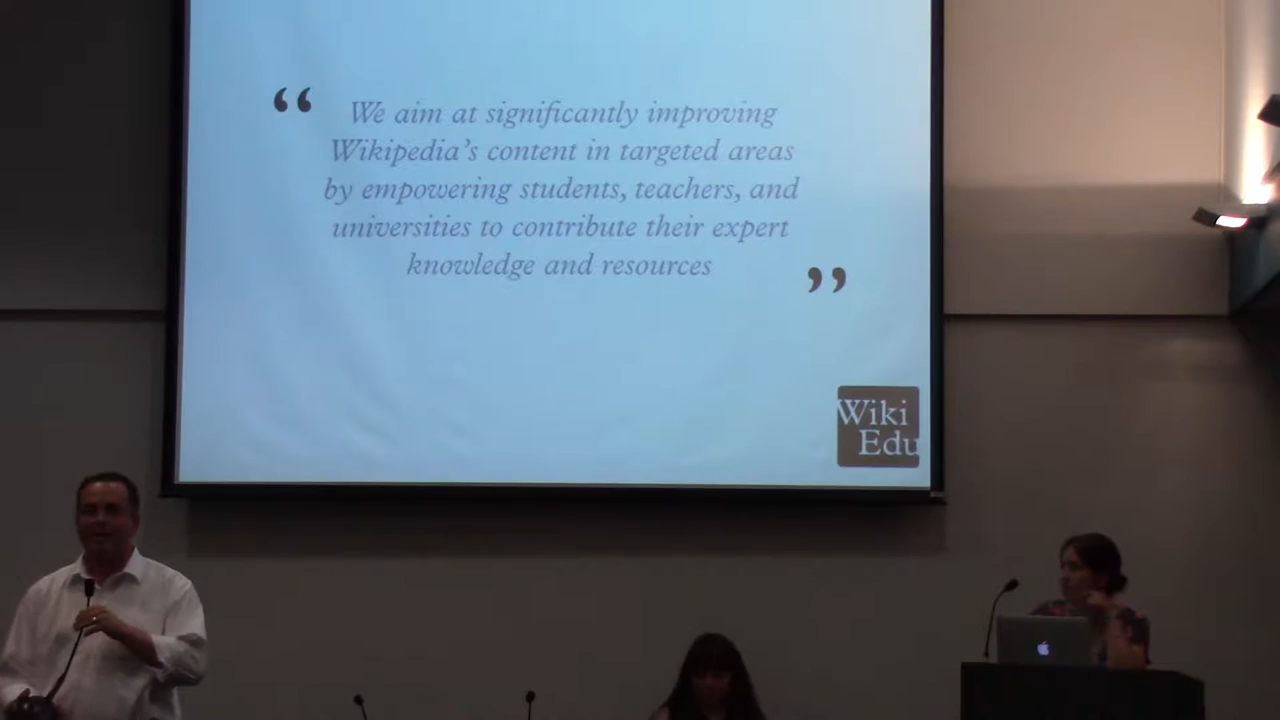 “ We aim at significantly improving
Wikipedia’s content in targeted areas
by empowering students, teachers, and
universities to contribute their expert
knowledge and resources ”
Wiki
Edu